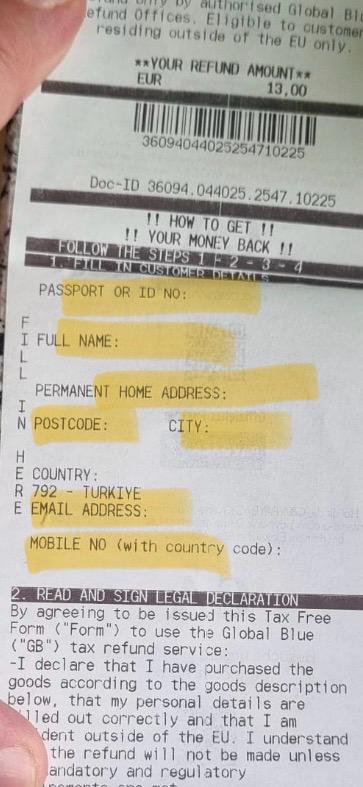 by authorised Global
efund Offices. Eligible to customer
residing outside of the EU only.
**YOUR REFUND AMOUNT**
EUR 13,00
36094044025254710225
Doc-ID 36094.044025.2547.10225
!! HOW TO GET !!
!! YOUR MONEY BACK !!
FOLLOW THE STEPS 1 - 2 - 3 - 4
1. FILL IN CUSTOMER DETAILS
FILL IN HERE
PASSPORT OR ID NO:
FULL NAME:
PERMANENT HOME ADDRESS:
POSTCODE: CITY:
COUNTRY:
792 - TURKIYE
EMAIL ADDRESS:
MOBILE NO (with country code):
2. READ AND SIGN LEGAL DECLARATION
By agreeing to be issued this Tax Free
Form ("Form") to use the Global Blue
("GB") tax refund service:
-I declare that I have purchased the
goods according to the goods description
below, that my personal details are
lled out correctly and that I am
dent outside of the EU. I understand
the refund will not be made unless
andatory and regulatory